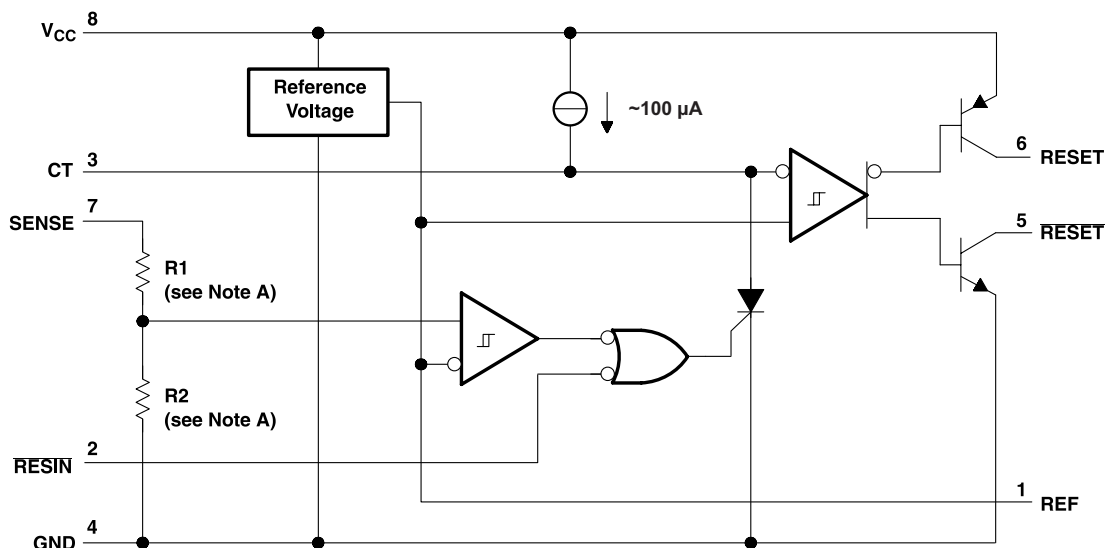 VCC 8
Reference
Voltage
~100 µA
CT 3
6 RESET
SENSE 7
5 RESET
R1
(see Note A)
R2
(see Note A)
RESIN 2
1 REF
GND 4